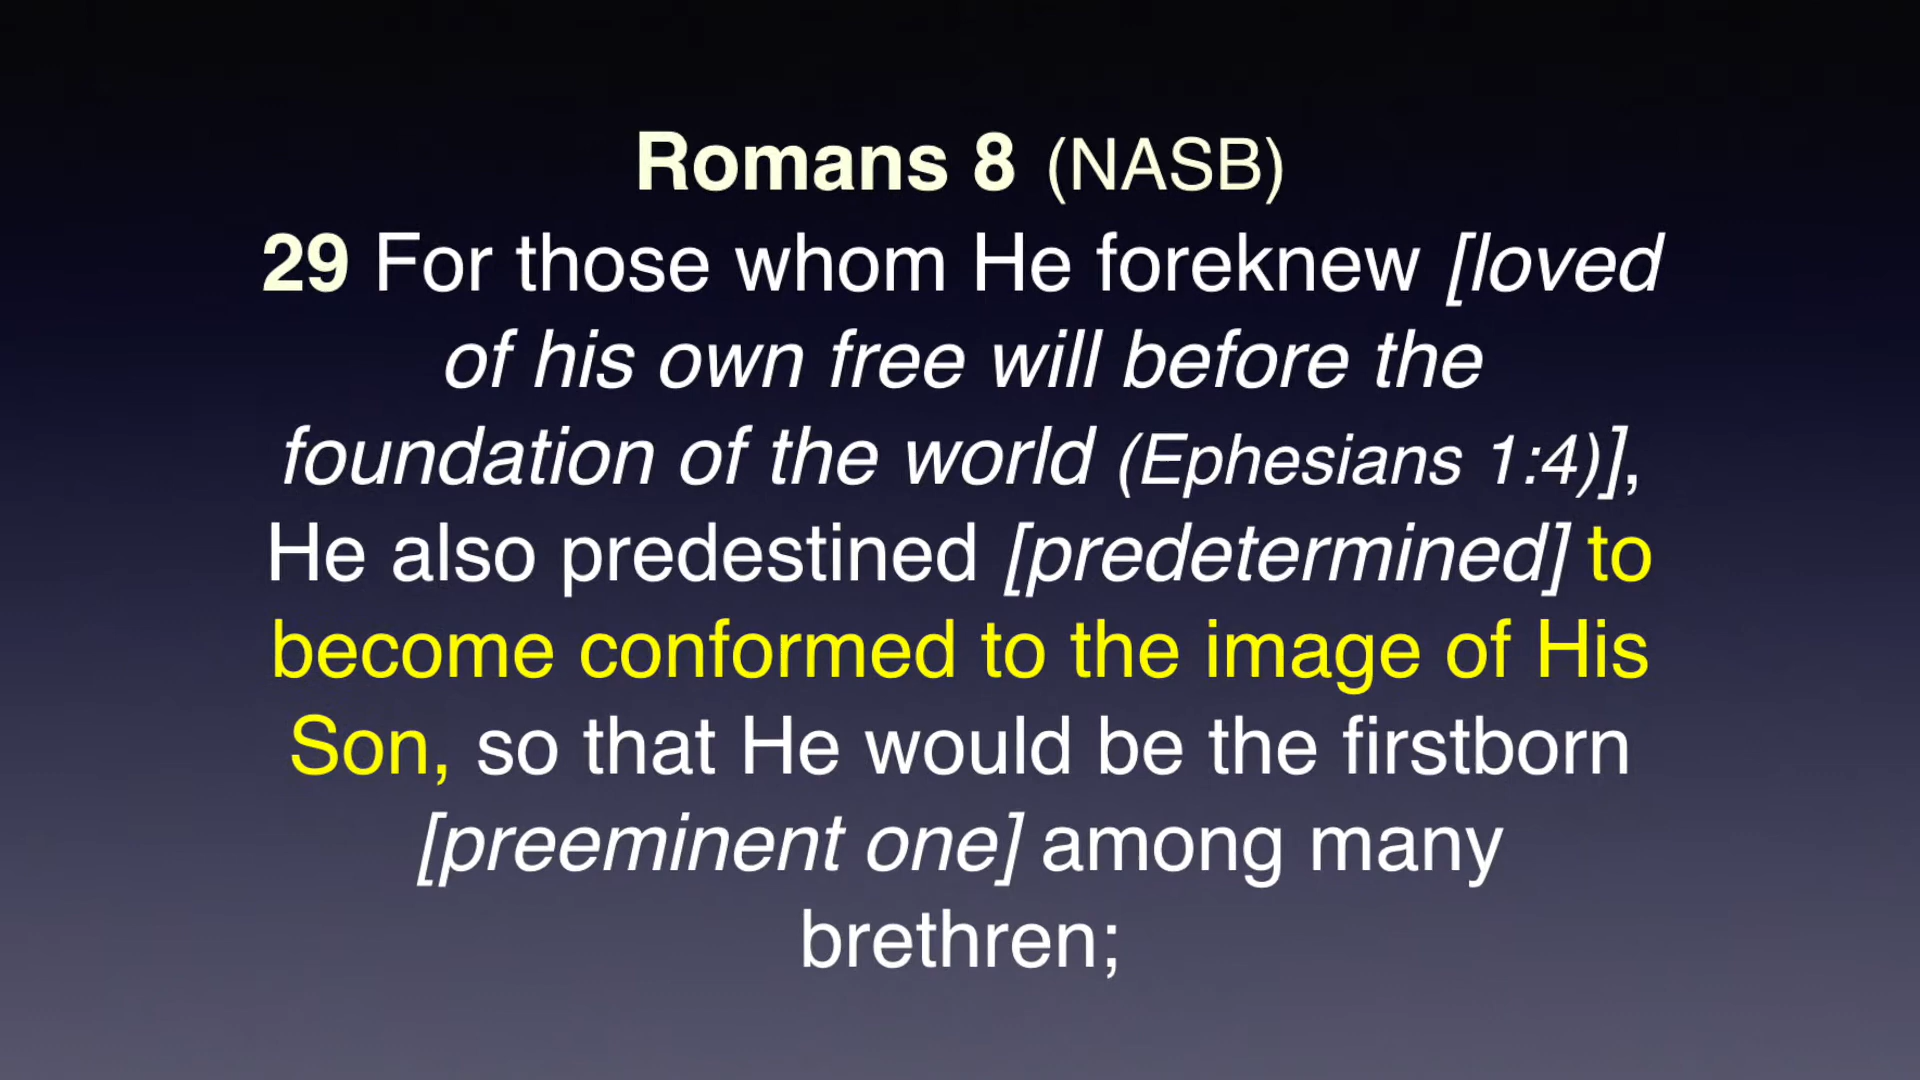 Romans 8 (NASB)
29 For those whom He foreknew [loved
of his own free will before the
foundation of the world (Ephesians 1:4)],
He also predestined [predetermined] to
become conformed to the image of His
Son, so that He would be the firstborn
[preeminent one] among many
brethren;